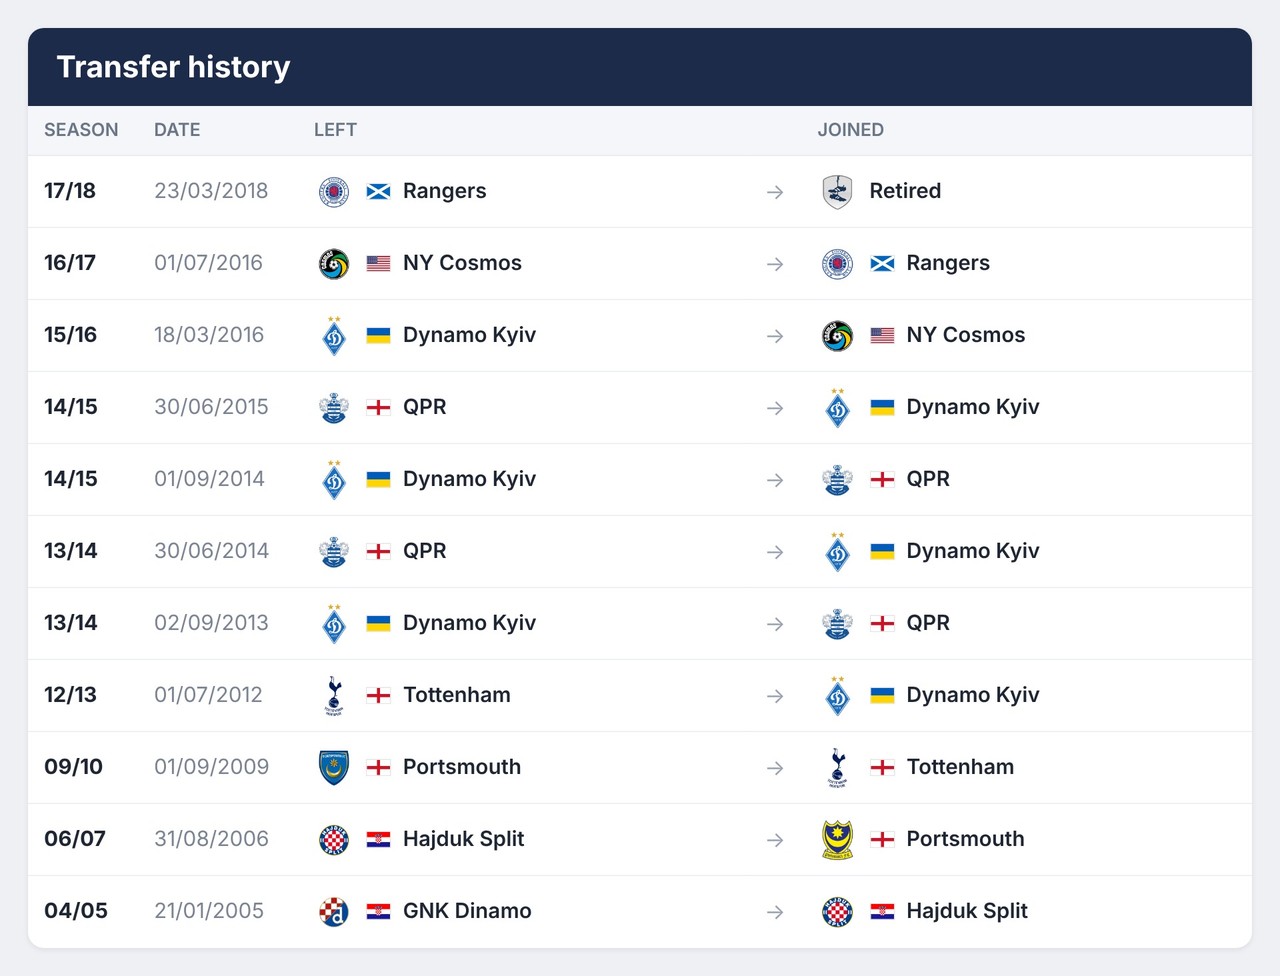 Transfer history
SEASON DATE LEFT JOINED
17/18 23/03/2018 Rangers → Retired
16/17 01/07/2016 NY Cosmos → Rangers
15/16 18/03/2016 Dynamo Kyiv → NY Cosmos
14/15 30/06/2015 QPR → Dynamo Kyiv
14/15 01/09/2014 Dynamo Kyiv → QPR
13/14 30/06/2014 QPR → Dynamo Kyiv
13/14 02/09/2013 Dynamo Kyiv → QPR
12/13 01/07/2012 Tottenham → Dynamo Kyiv
09/10 01/09/2009 Portsmouth → Tottenham
06/07 31/08/2006 Hajduk Split → Portsmouth
04/05 21/01/2005 GNK Dinamo → Hajduk Split